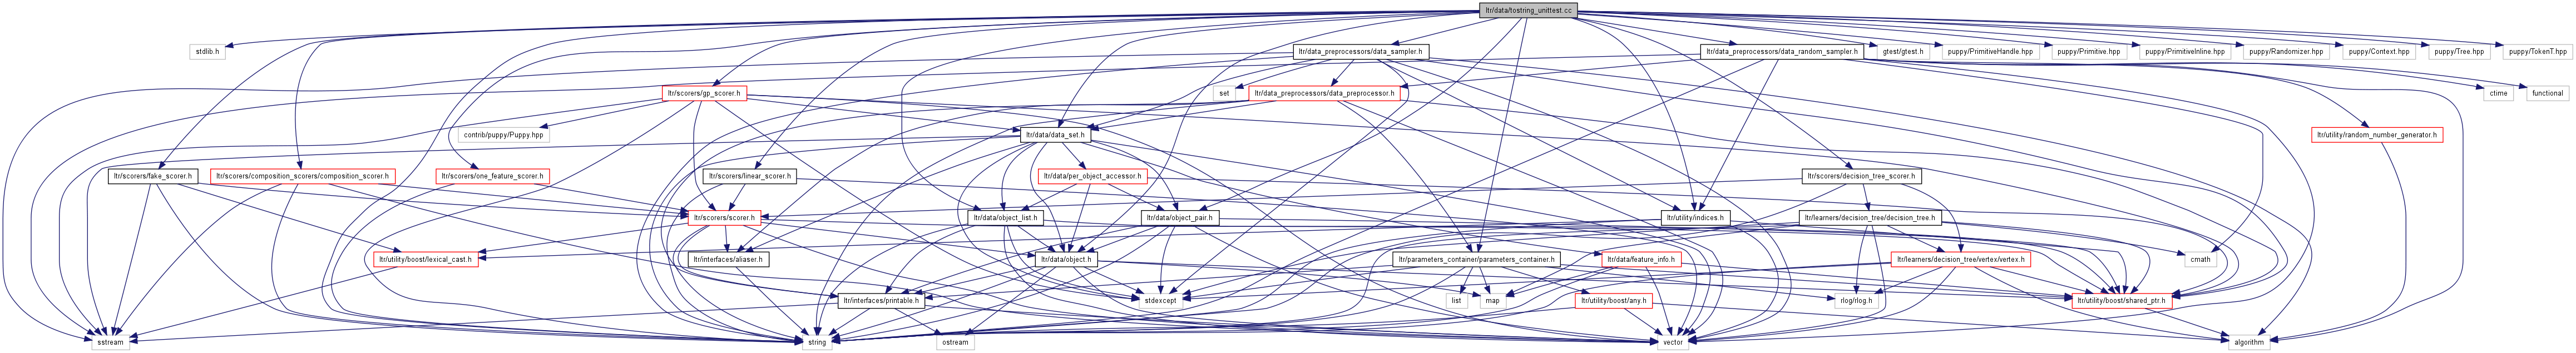 ltr/data/tostring_unittest.cc
stdlib.h
ltr/data_preprocessors/data_sampler.h
ltr/data_preprocessors/data_random_sampler.h
gtest/gtest.h
puppy/PrimitiveHandle.hpp
puppy/Primitive.hpp
puppy/PrimitiveInline.hpp
puppy/Randomizer.hpp
puppy/Context.hpp
puppy/Tree.hpp
puppy/TokenT.hpp
ltr/scorers/gp_scorer.h
set
ltr/data_preprocessors/data_preprocessor.h
ctime
functional
contrib/puppy/Puppy.hpp
ltr/data/data_set.h
ltr/utility/random_number_generator.h
ltr/scorers/fake_scorer.h
ltr/scorers/composition_scorers/composition_scorer.h
ltr/scorers/one_feature_scorer.h
ltr/scorers/linear_scorer.h
ltr/data/per_object_accessor.h
ltr/scorers/decision_tree_scorer.h
ltr/scorers/scorer.h
ltr/data/object_list.h
ltr/data/object_pair.h
ltr/utility/indices.h
ltr/learners/decision_tree/decision_tree.h
ltr/utility/boost/lexical_cast.h
ltr/interfaces/aliaser.h
ltr/data/object.h
ltr/parameters_container/parameters_container.h
ltr/data/feature_info.h
ltr/learners/decision_tree/vertex/vertex.h
cmath
ltr/interfaces/printable.h
stdexcept
list
map
ltr/utility/boost/any.h
rlog/rlog.h
ltr/utility/boost/shared_ptr.h
sstream
string
ostream
vector
algorithm